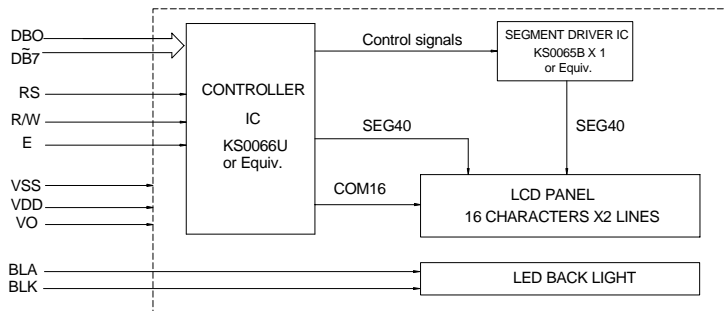 DBO
~
DB7
RS
R/W
E
VSS
VDD
VO
BLA
BLK
CONTROLLER
IC
KS0066U
or Equiv.
Control signals
SEG40
COM16
SEGMENT DRIVER IC
KS0065B X 1
or Equiv.
SEG40
LCD PANEL
16 CHARACTERS X2 LINES
LED BACK LIGHT